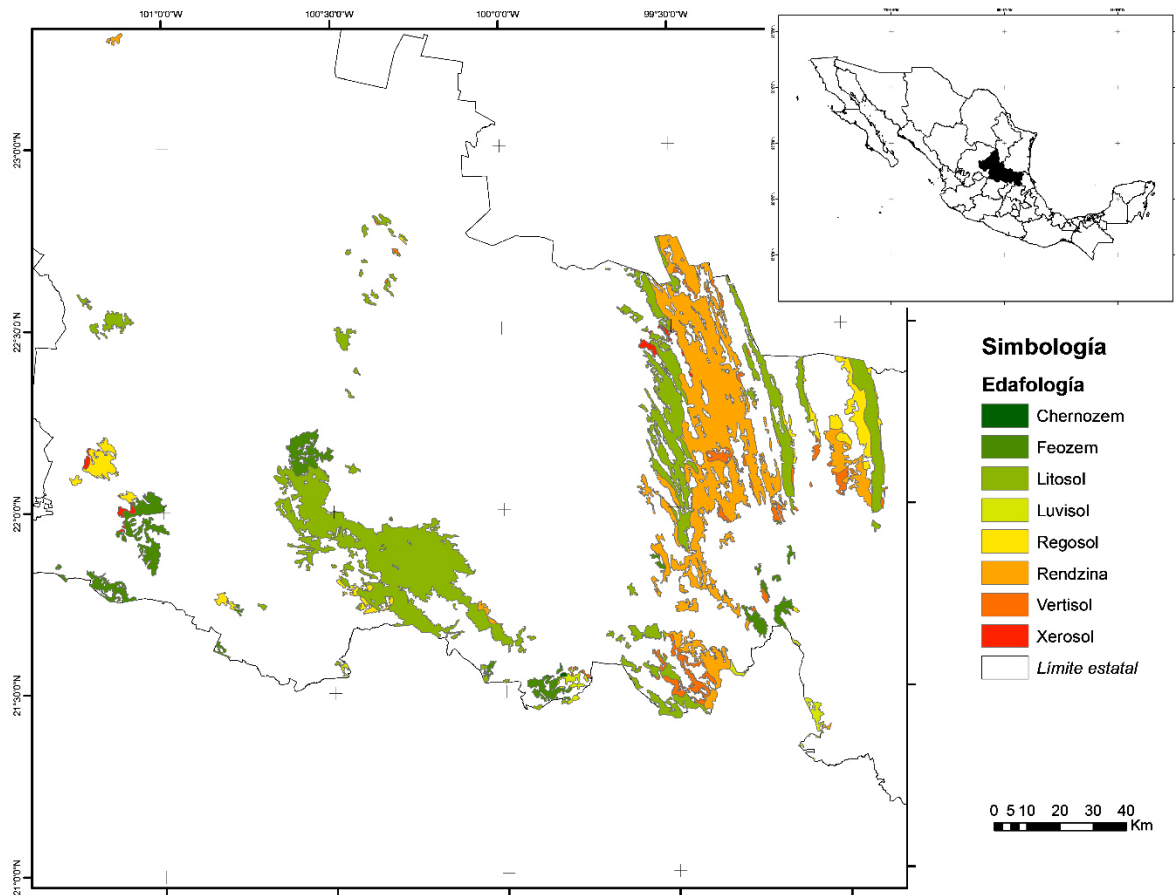 101°0'0"W
100°30'0"W
100°0'0"W
99°30'0"W
23°0'0"N
22°30'0"N
22°0'0"N
21°30'0"N
21°0'0"N
Simbología
Edafología
Chernozem
Feozem
Litosol
Luvisol
Regosol
Rendzina
Vertisol
Xerosol
Límite estatal
0 5 10 20 30 40
Km